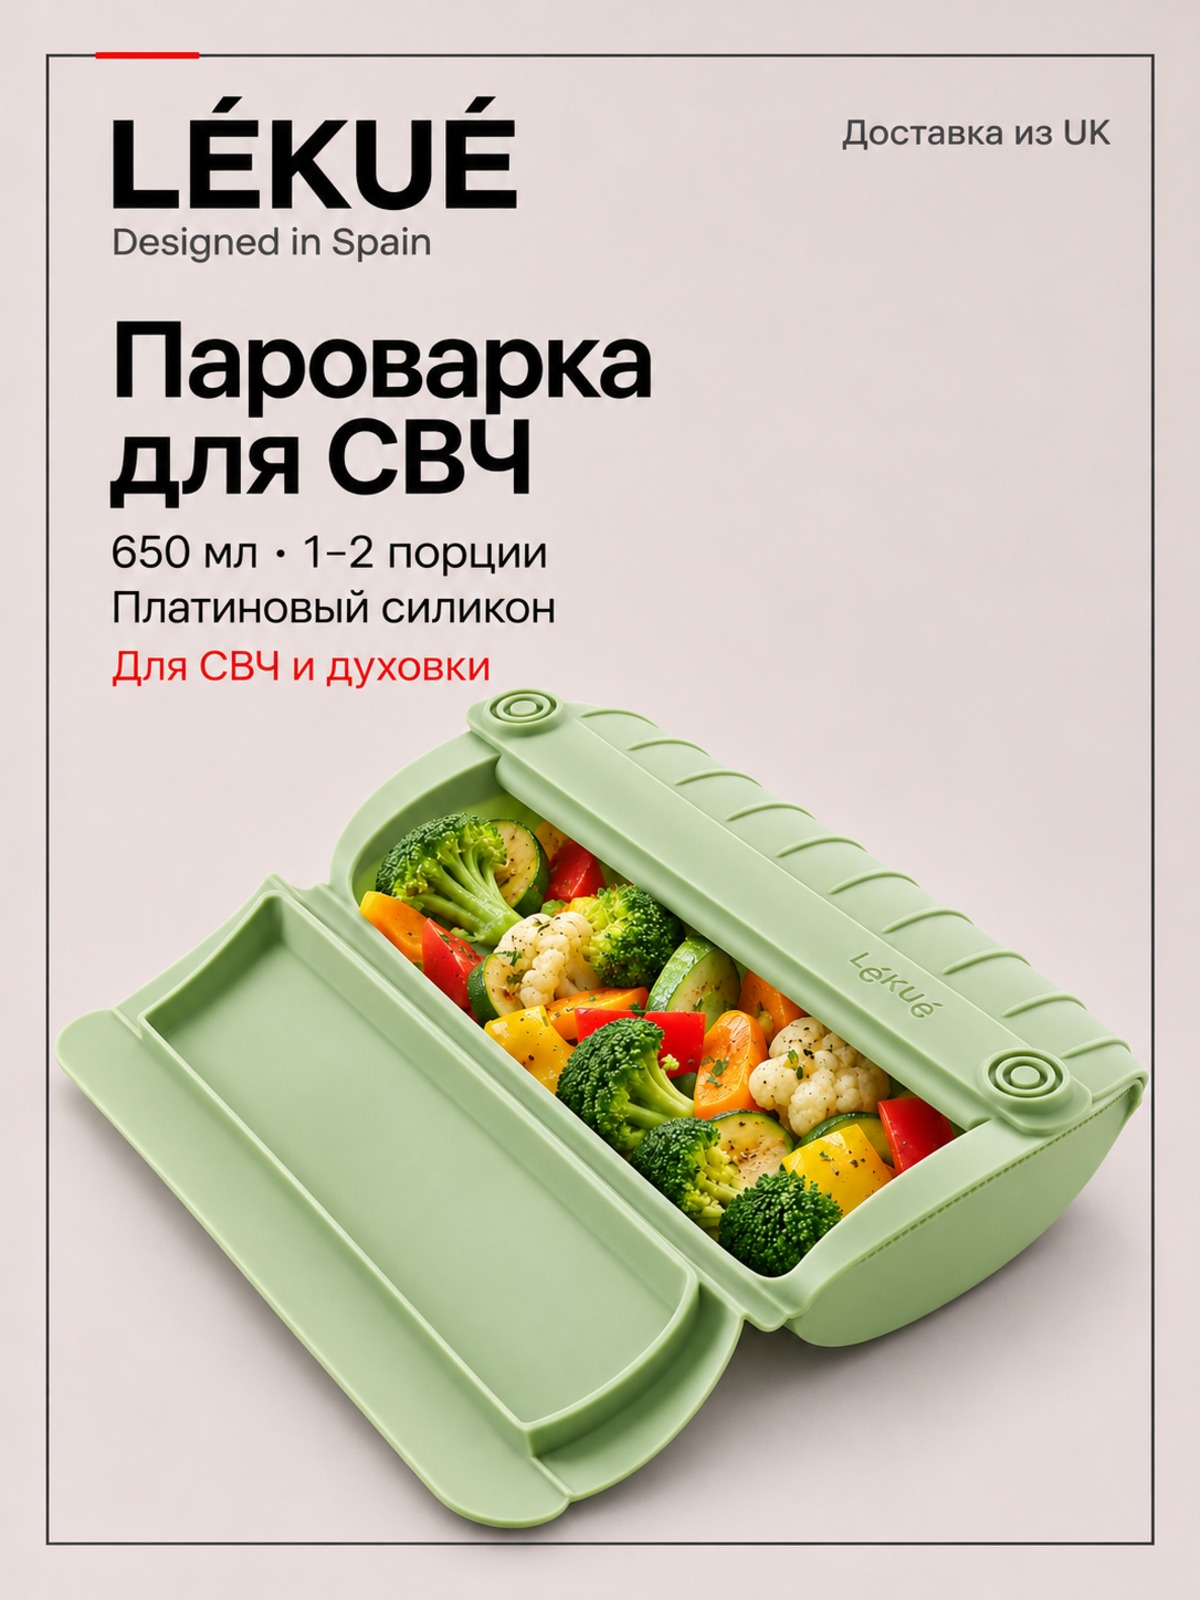 LÉKUÉ
Designed in Spain
Доставка из UK
Пароварка
для СВЧ
650 мл • 1–2 порции
Платиновый силикон
Для СВЧ и духовки
Lékué